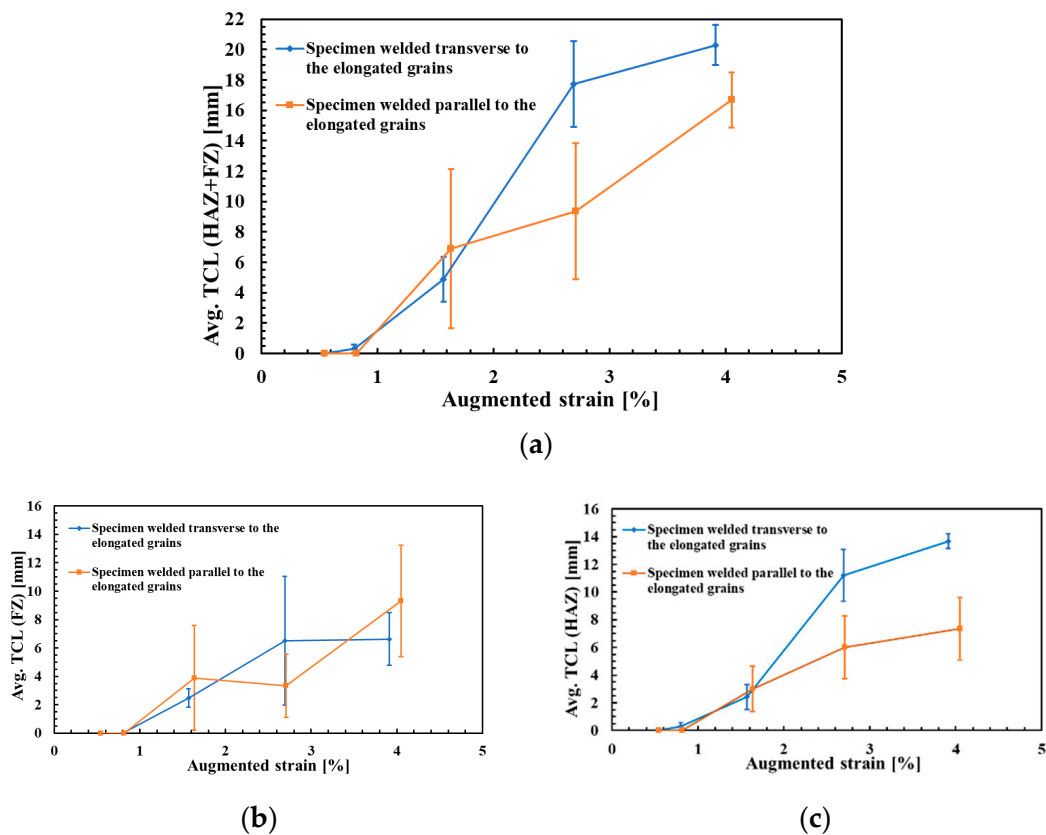 22
20
18
16
14
12
10
8
6
4
2
0
Avg. TCL (HAZ+FZ) [mm]
Specimen welded transverse to
the elongated grains
Specimen welded parallel to the
elongated grains
0 1 2 3 4 5
Augmented strain [%]
(a)
16
14
12
10
8
6
4
2
0
Avg. TCL (FZ) [mm]
Specimen welded transverse to the
elongated grains
Specimen welded parallel to the
elongated grains
0 1 2 3 4 5
Augmented strain [%]
(b)
16
14
12
10
8
6
4
2
0
Avg. TCL (HAZ) [mm]
Specimen welded transverse to
the elongated grains
Specimen welded parallel to the
elongated grains
0 1 2 3 4 5
Augmented strain [%]
(c)